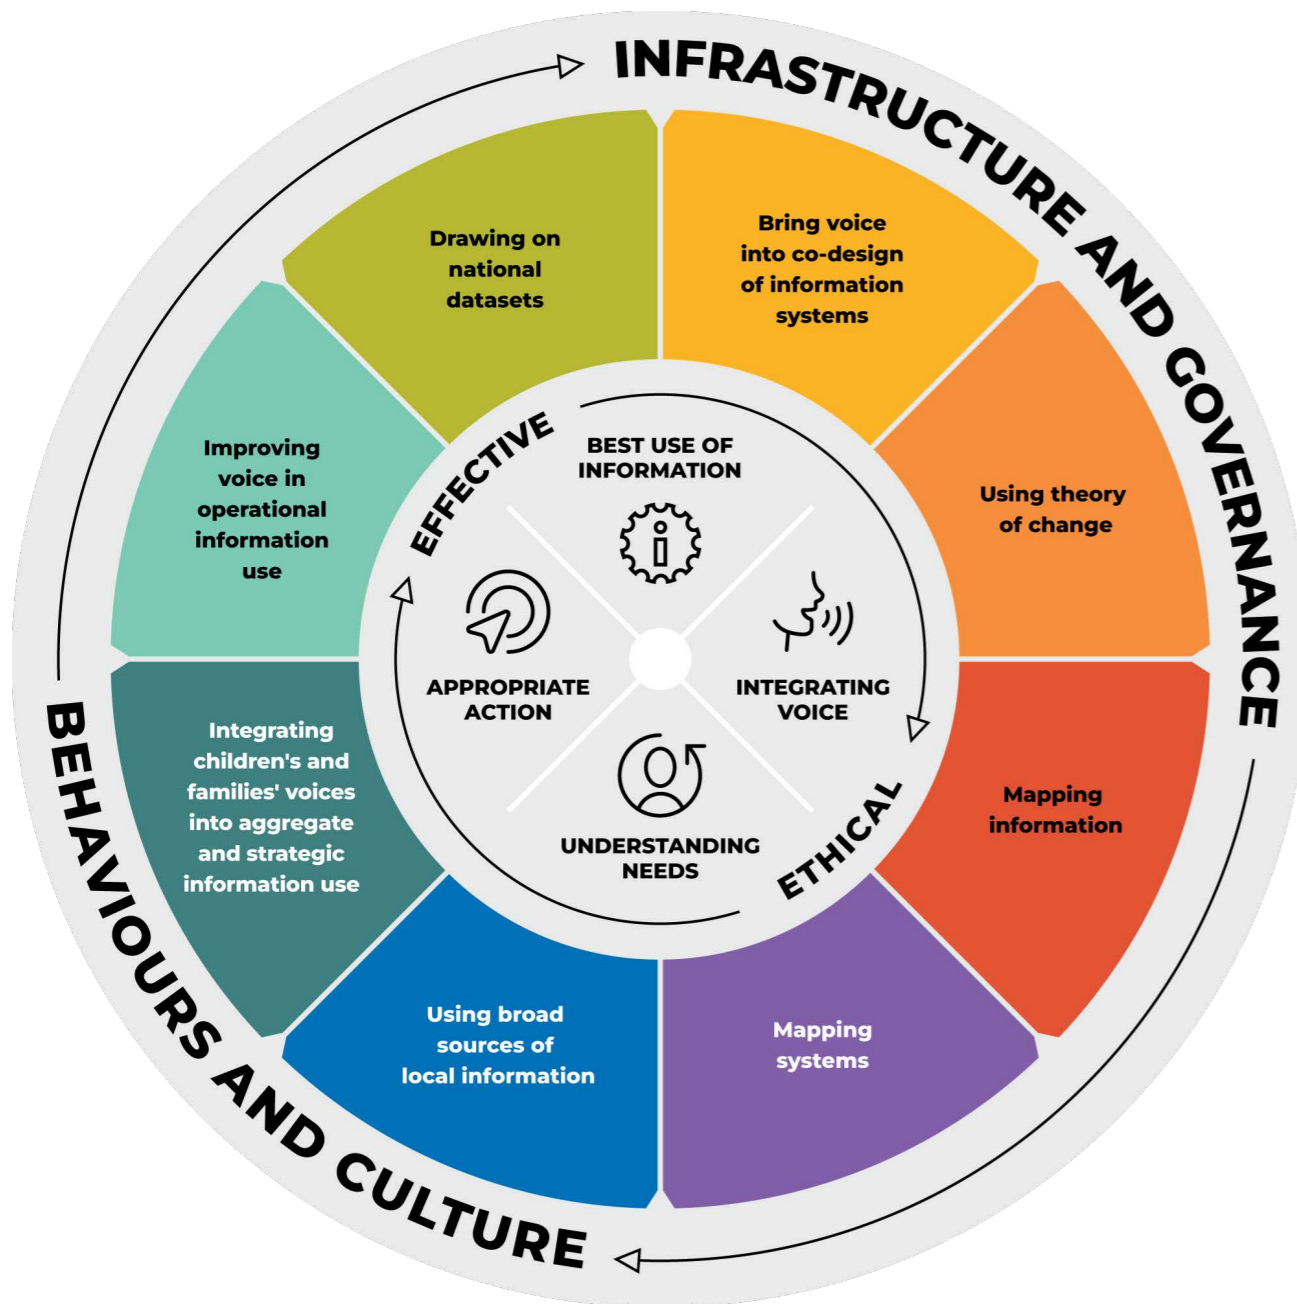 INFRASTRUCTURE AND GOVERNANCE
Bring voice
into co-design
of information
systems
Using theory
of change
Mapping
information
Mapping
systems
Using broad
sources of
local information
Integrating
children's and
families' voices
into aggregate
and strategic
information use
Improving
voice in
operational
information
use
Drawing on
national
datasets
BEHAVIOURS AND CULTURE
EFFECTIVE
BEST USE OF
INFORMATION
INTEGRATING
VOICE
UNDERSTANDING
NEEDS
APPROPRIATE
ACTION
ETHICAL